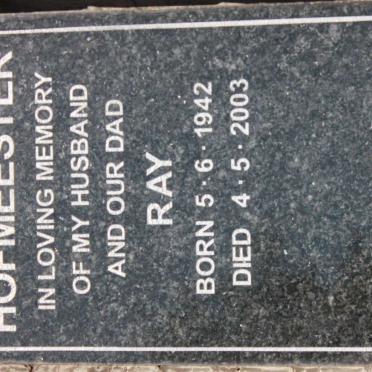 HOFMEESTER
IN LOVING MEMORY
OF MY HUSBAND
AND OUR DAD
RAY
BORN 5·6·1942
DIED 4·5·2003